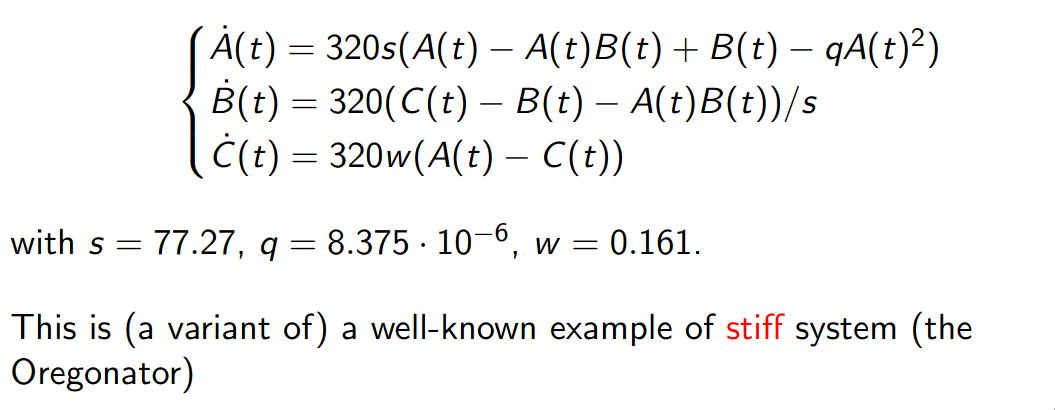 Ȧ(t) = 320s(A(t) − A(t)B(t) + B(t) − qA(t)²)
Ḃ(t) = 320(C(t) − B(t) − A(t)B(t))/s
Ċ(t) = 320w(A(t) − C(t))
with s = 77.27, q = 8.375 · 10⁻⁶, w = 0.161.
This is (a variant of) a well-known example of stiff system (the
Oregonator)